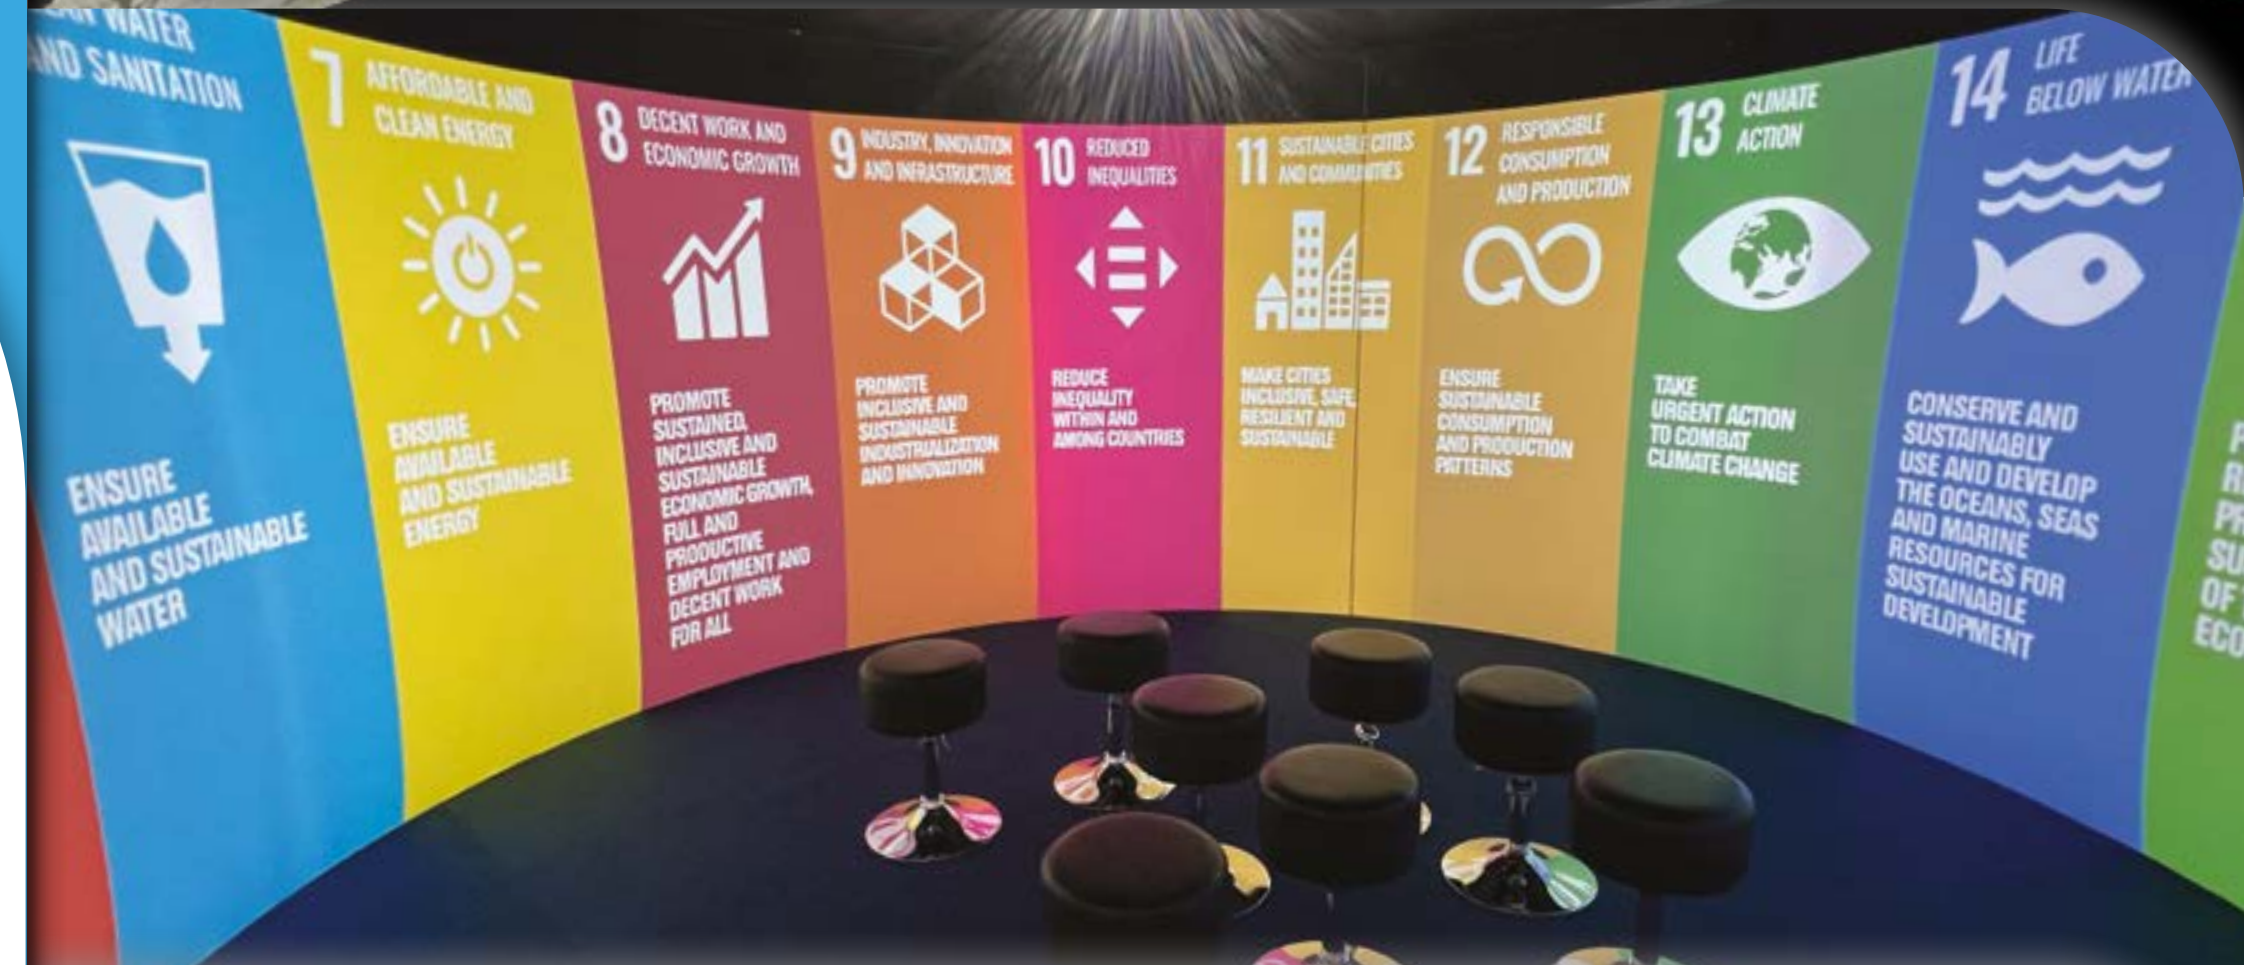 WATER
AND SANITATION
ENSURE
AVAILABLE
AND SUSTAINABLE
WATER
7
AFFORDABLE AND
CLEAN ENERGY
ENSURE
AVAILABLE
AND SUSTAINABLE
ENERGY
8
DECENT WORK AND
ECONOMIC GROWTH
PROMOTE
SUSTAINED,
INCLUSIVE AND
SUSTAINABLE
ECONOMIC GROWTH,
FULL AND
PRODUCTIVE
EMPLOYMENT AND
DECENT WORK
FOR ALL
9
INDUSTRY, INNOVATION
AND INFRASTRUCTURE
PROMOTE
INCLUSIVE AND
SUSTAINABLE
INDUSTRIALIZATION
AND INNOVATION
10
REDUCED
INEQUALITIES
REDUCE
INEQUALITY
WITHIN AND
AMONG COUNTRIES
11
SUSTAINABLE CITIES
AND COMMUNITIES
MAKE CITIES
INCLUSIVE, SAFE,
RESILIENT AND
SUSTAINABLE
12
RESPONSIBLE
CONSUMPTION
AND PRODUCTION
ENSURE
SUSTAINABLE
CONSUMPTION
AND PRODUCTION
PATTERNS
13
CLIMATE
ACTION
TAKE
URGENT ACTION
TO COMBAT
CLIMATE CHANGE
14
LIFE
BELOW WATER
CONSERVE AND
SUSTAINABLY
USE AND DEVELOP
THE OCEANS, SEAS
AND MARINE
RESOURCES FOR
SUSTAINABLE
DEVELOPMENT
OF